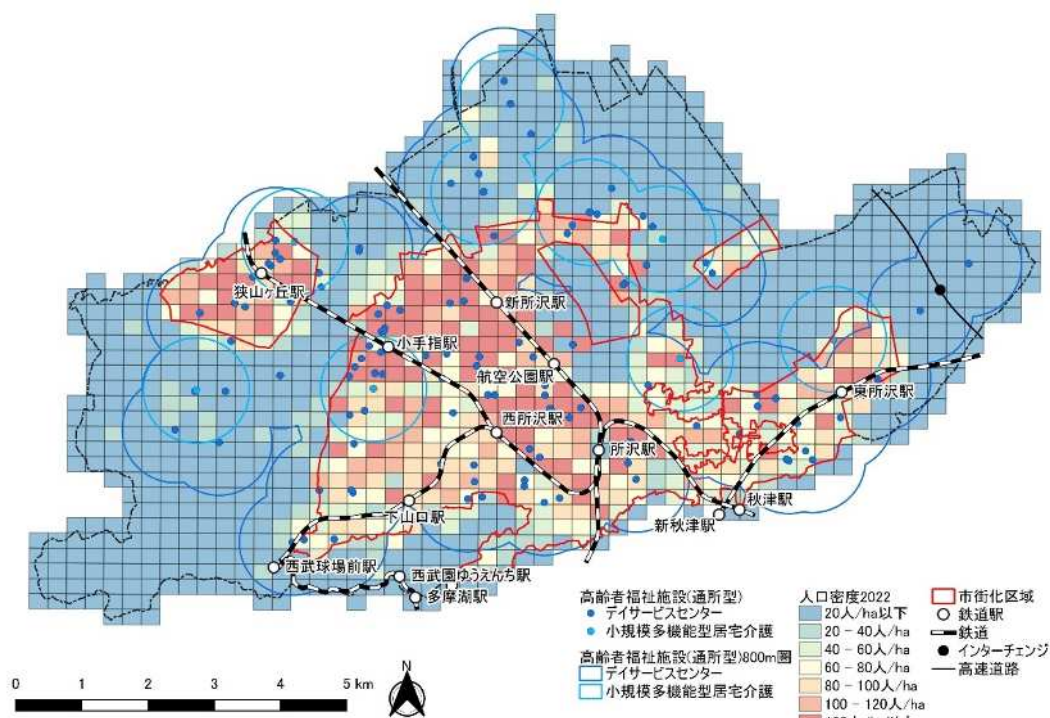 狭山ヶ丘駅
新所沢駅
小手指駅
航空公園駅
西所沢駅
東所沢駅
所沢駅
秋津駅
下山口駅
新秋津駅
西武球場前駅
西武園ゆうえんち駅
多摩湖駅
高齢者福祉施設(通所型)
デイサービスセンター
小規模多機能型居宅介護
高齢者福祉施設(通所型)800m圏
デイサービスセンター
小規模多機能型居宅介護
人口密度2022
20人/ha以下
20 - 40人/ha
40 - 60人/ha
60 - 80人/ha
80 - 100人/ha
100 - 120人/ha
市街化区域
鉄道駅
鉄道
インターチェンジ
高速道路
N
0 1 2 3 4 5 km